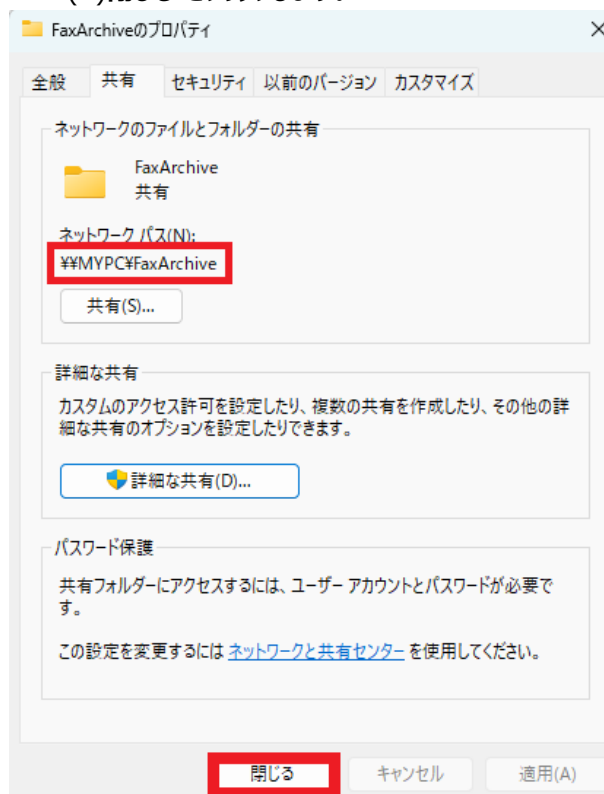 FaxArchiveのプロパティ
全般 共有 セキュリティ 以前のバージョン カスタマイズ
ネットワークのファイルとフォルダーの共有
FaxArchive
共有
ネットワーク パス(N):
¥¥MYPC¥FaxArchive
共有(S)...
詳細な共有
カスタムのアクセス許可を設定したり、複数の共有を作成したり、その他の詳
細な共有のオプションを設定したりできます。
詳細な共有(D)...
パスワード保護
共有フォルダーにアクセスするには、ユーザー アカウントとパスワードが必要で
す。
この設定を変更するには ネットワークと共有センター を使用してください。
閉じる キャンセル 適用(A)